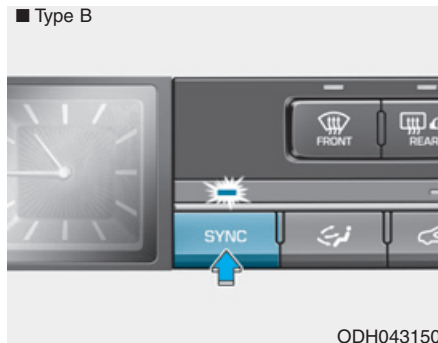 ■ Type B
FRONT
REAR
SYNC
ODH043150